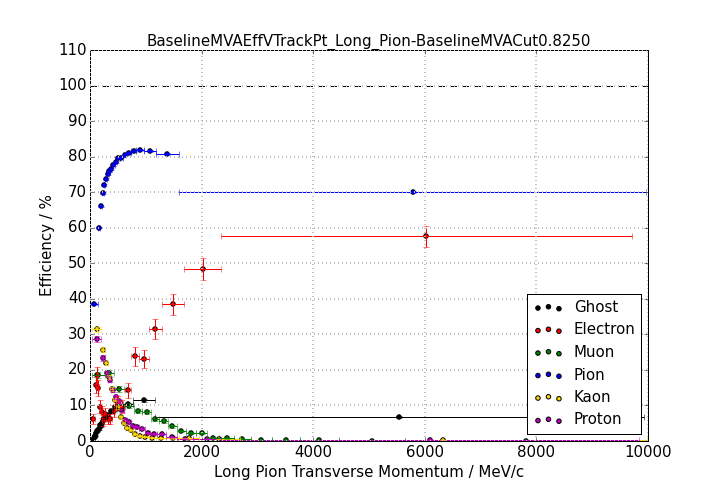 BaselineMVAEffVTrackPt_Long_Pion-BaselineMVACut0.8250
110
100
90
80
70
60
50
40
30
20
10
0
Efficiency / %
Ghost
Electron
Muon
Pion
Kaon
Proton
0 2000 4000 6000 8000 10000
Long Pion Transverse Momentum / MeV/c